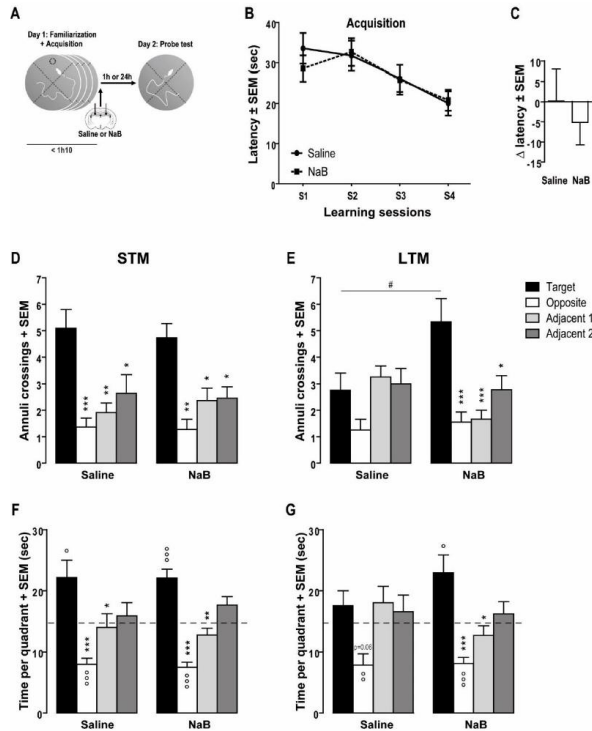 A
Day 1: Familiarization
+ Acquisition
Day 2: Probe test
1h or 24h
Saline or NaB
< 1h10
B
Acquisition
Latency ± SEM (sec)
40
30
20
10
0
Saline
NaB
S1 S2 S3 S4
Learning sessions
C
Δ latency ± SEM
10
5
0
-5
-10
-15
Saline NaB
D
STM
Annuli crossings + SEM
7
6
5
4
3
2
1
0
*** ** * ** * *
Saline NaB
E
LTM
Annuli crossings + SEM
7
6
5
4
3
2
1
0
#
*** *** *
Saline NaB
Target
Opposite
Adjacent 1
Adjacent 2
F
Time per quadrant + SEM (sec)
30
20
10
0
° *** °°° * °°° *** °°° **
Saline NaB
G
Time per quadrant + SEM (sec)
30
20
10
0
p=0.06 °° ° *** °°° *
Saline NaB